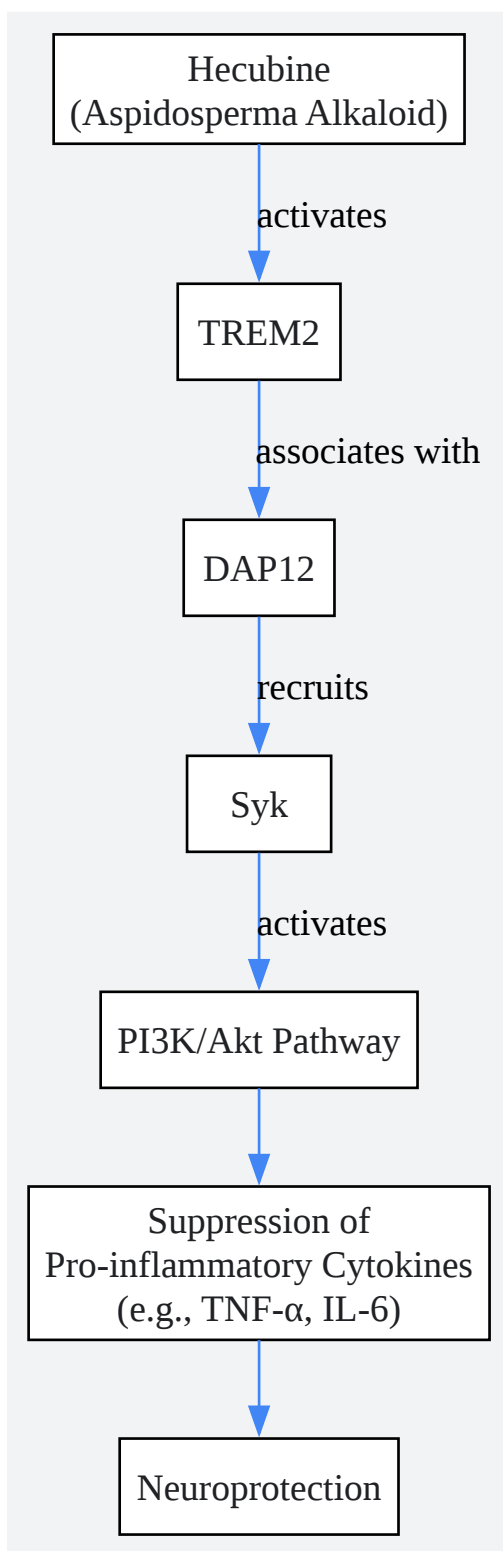 Hecubine
(Aspidosperma Alkaloid)
activates
TREM2
associates with
DAP12
recruits
Syk
activates
PI3K/Akt Pathway
Suppression of
Pro-inflammatory Cytokines
(e.g., TNF-α, IL-6)
Neuroprotection